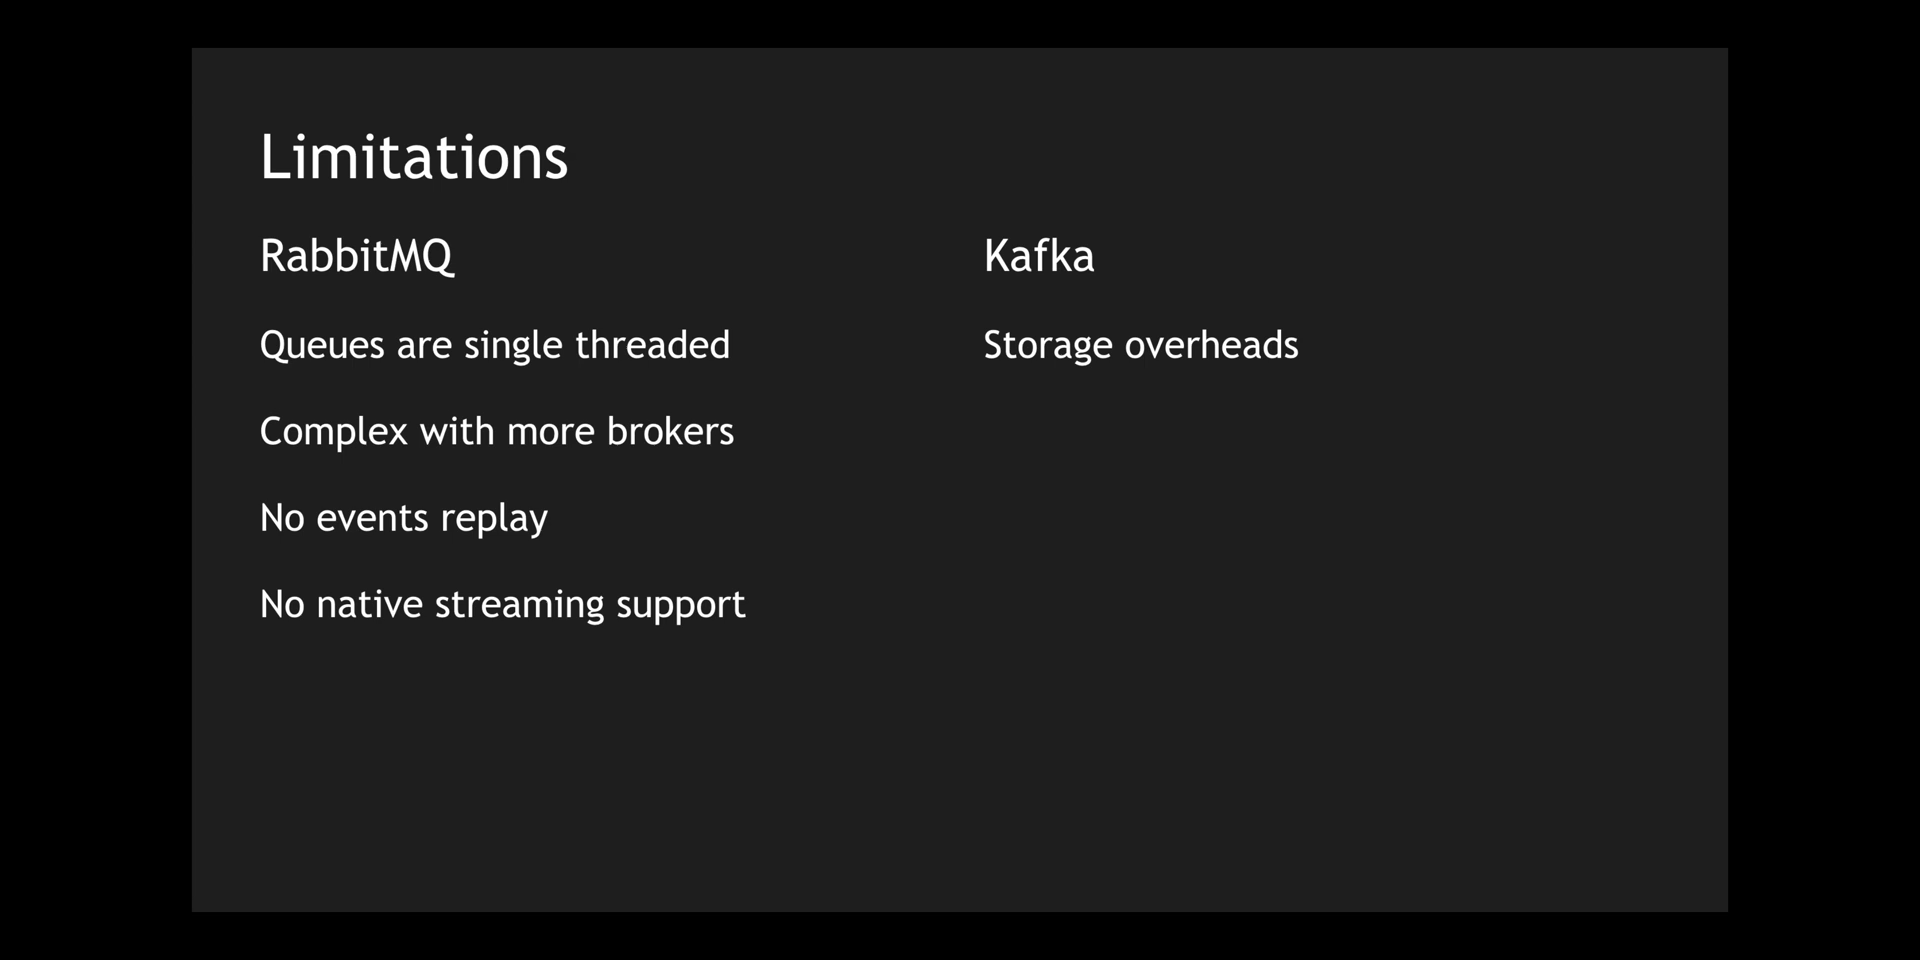 Limitations
RabbitMQ
Queues are single threaded
Complex with more brokers
No events replay
No native streaming support
Kafka
Storage overheads